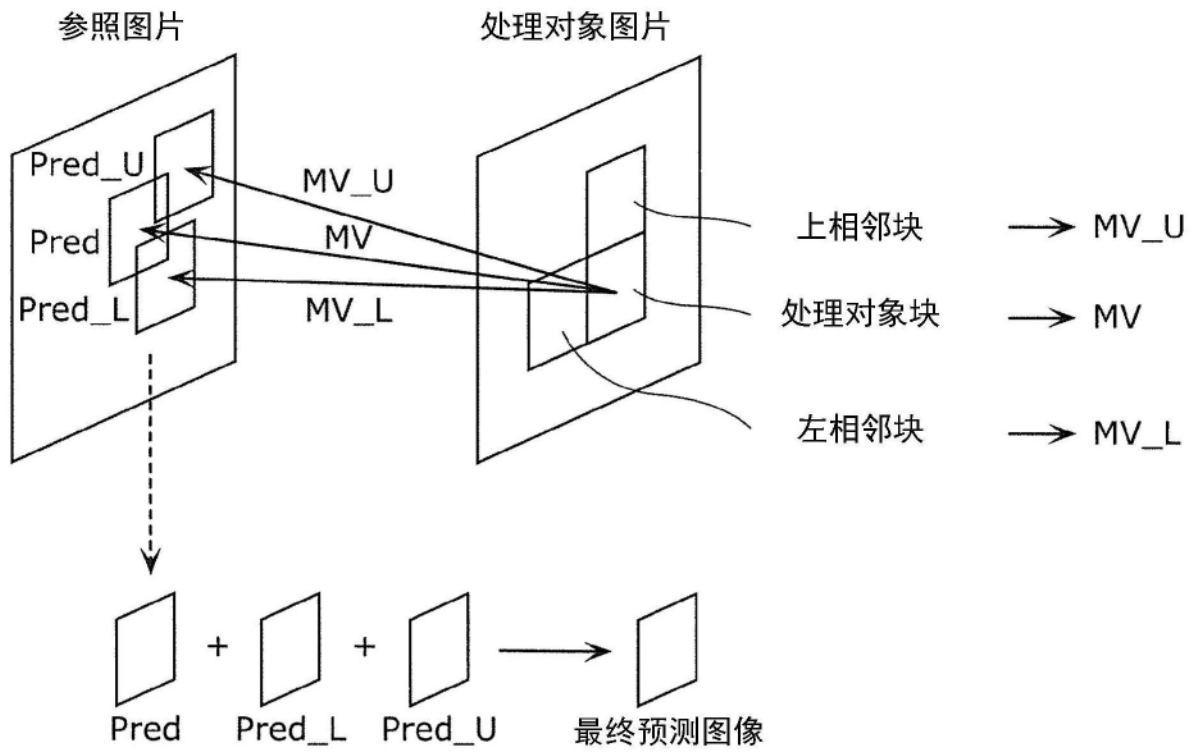 参照图片
处理对象图片
Pred_U
MV_U
Pred
MV
Pred_L
MV_L
上相邻块
MV_U
处理对象块
MV
左相邻块
MV_L
+ +
Pred Pred_L Pred_U 最终预测图像